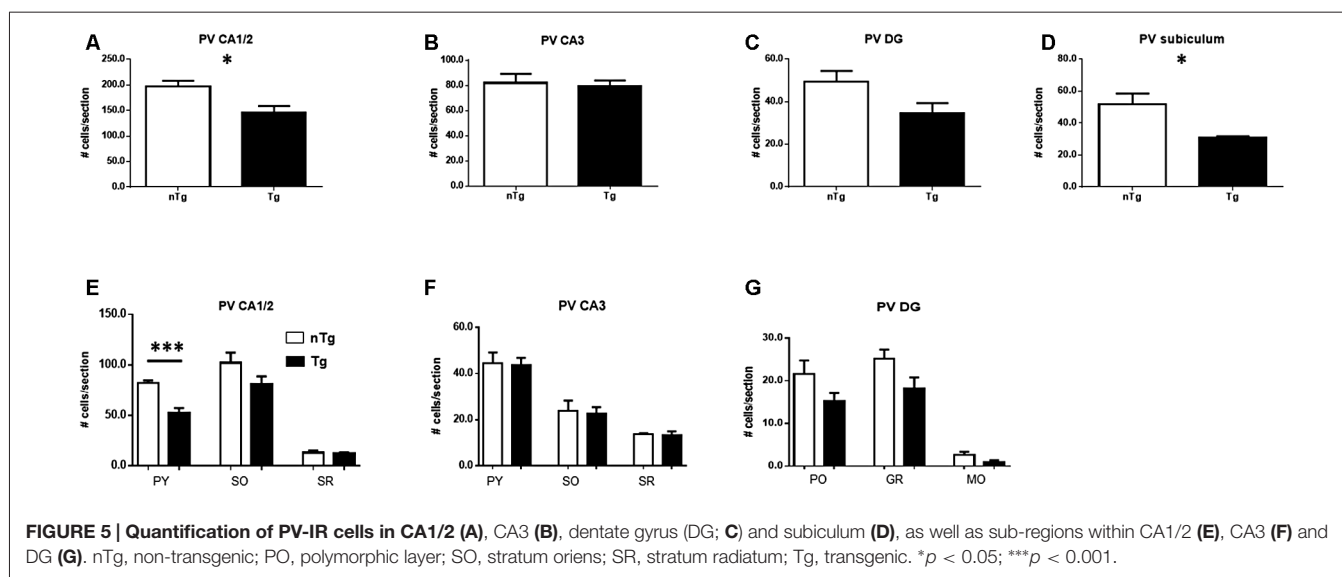 A
PV CA1/2
*
# cells/section
250.0
200.0
150.0
100.0
50.0
0.0
nTg Tg
B
PV CA3
# cells/section
100.0
80.0
60.0
40.0
20.0
0.0
nTg Tg
C
PV DG
# cells/section
60.0
40.0
20.0
0.0
nTg Tg
D
PV subiculum
*
# cells/section
80.0
60.0
40.0
20.0
0.0
nTg Tg
E
PV CA1/2
***
nTg
Tg
# cells/section
150.0
100.0
50.0
0.0
PY SO SR
F
PV CA3
# cells/section
60.0
40.0
20.0
0.0
PY SO SR
G
PV DG
# cells/section
30.0
20.0
10.0
0.0
PO GR MO
FIGURE 5 | Quantification of PV-IR cells in CA1/2 (A), CA3 (B), dentate gyrus (DG; C) and subiculum (D), as well as sub-regions within CA1/2 (E), CA3 (F) and
DG (G). nTg, non-transgenic; PO, polymorphic layer; SO, stratum oriens; SR, stratum radiatum; Tg, transgenic. *p < 0.05; ***p < 0.001.